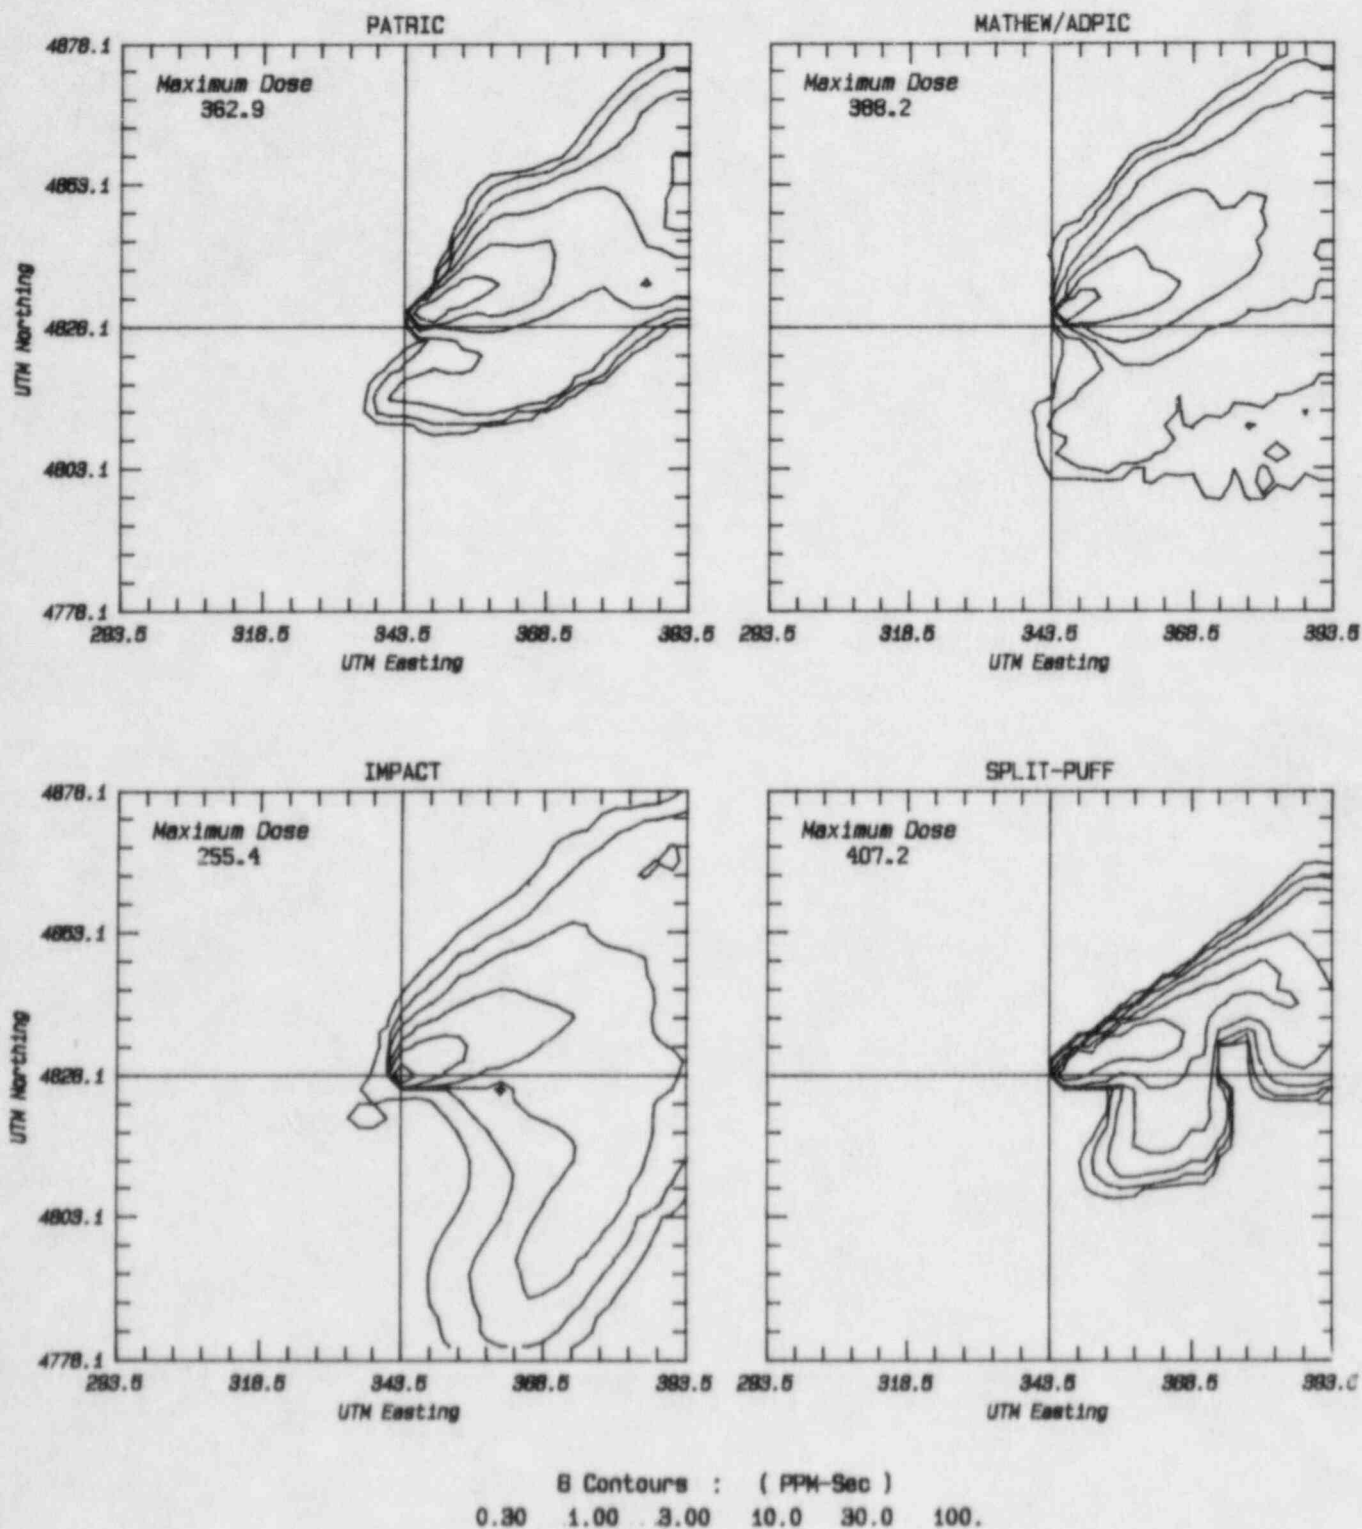 PATRIC
MATHEW/ADPIC
4878.1
Maximum Dose
362.9
Maximum Dose
388.2
4853.1
UTM Northing
4828.1
4803.1
4778.1
293.5 318.5 343.5 368.5 393.5
293.5 318.5 343.5 368.5 393.5
UTM Easting
UTM Easting
IMPACT
SPLIT-PUFF
4878.1
Maximum Dose
255.4
Maximum Dose
407.2
4853.1
UTM Northing
4828.1
4803.1
4778.1
293.5 318.5 343.5 368.5 393.5
293.5 318.5 343.5 368.5 393.
UTM Easting
UTM Easting
6 Contours : ( PPM-Sec )
0.30 1.00 3.00 10.0 30.0 100.